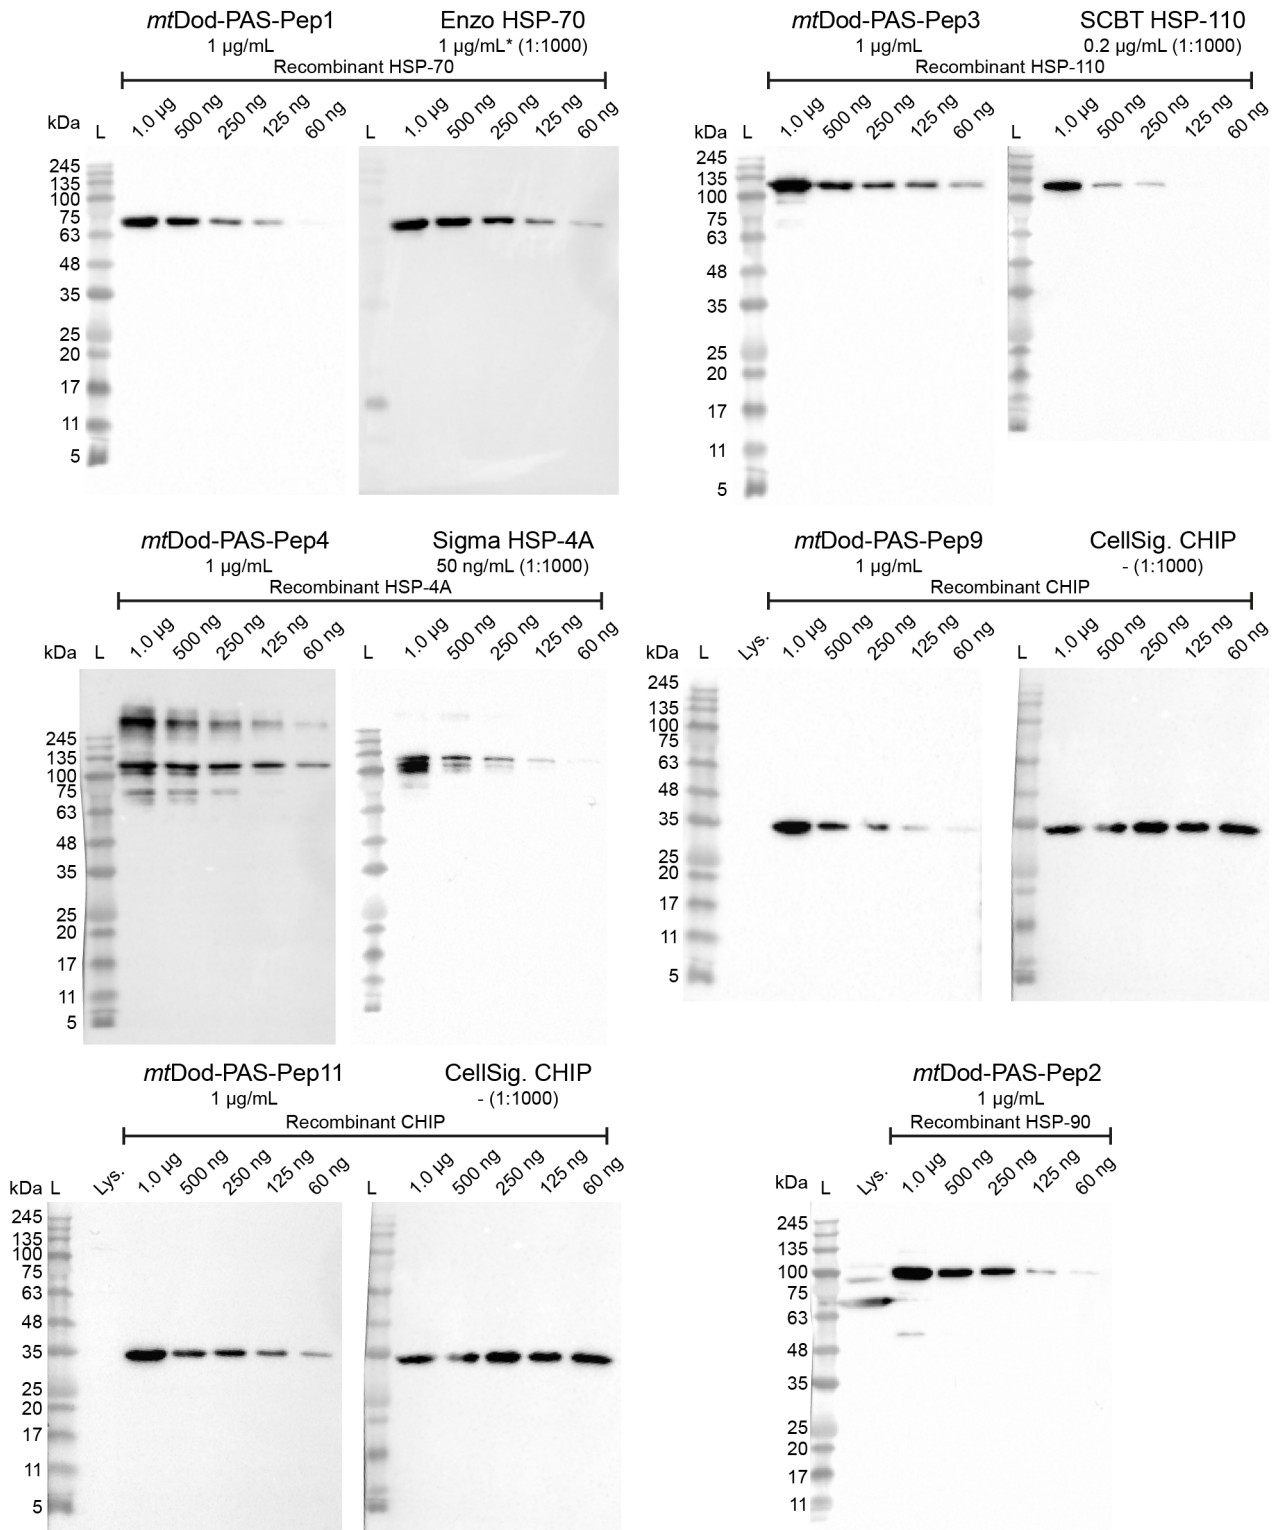 mtDod-PAS-Pep1
1 µg/mL
Enzo HSP-70
1 µg/mL* (1:1000)
Recombinant HSP-70
kDa L 1.0 µg 500 ng 250 ng 125 ng 60 ng L 1.0 µg 500 ng 250 ng 125 ng 60 ng
245
135
100
75
63
48
35
25
20
17
11
5
mtDod-PAS-Pep3
1 µg/mL
SCBT HSP-110
0.2 µg/mL (1:1000)
Recombinant HSP-110
kDa L 1.0 µg 500 ng 250 ng 125 ng 60 ng L 1.0 µg 500 ng 250 ng 125 ng 60 ng
245
135
100
75
63
48
35
25
20
17
11
5
mtDod-PAS-Pep4
1 µg/mL
Sigma HSP-4A
50 ng/mL (1:1000)
Recombinant HSP-4A
kDa L 1.0 µg 500 ng 250 ng 125 ng 60 ng L 1.0 µg 500 ng 250 ng 125 ng 60 ng
245
135
100
75
63
48
35
25
20
17
11
5
mtDod-PAS-Pep9
1 µg/mL
CellSig. CHIP
- (1:1000)
Recombinant CHIP
kDa L Lys. 1.0 µg 500 ng 250 ng 125 ng 60 ng L 1.0 µg 500 ng 250 ng 125 ng 60 ng
245
135
100
75
63
48
35
25
20
17
11
5
mtDod-PAS-Pep11
1 µg/mL
CellSig. CHIP
- (1:1000)
Recombinant CHIP
kDa L Lys. 1.0 µg 500 ng 250 ng 125 ng 60 ng L 1.0 µg 500 ng 250 ng 125 ng 60 ng
245
135
100
75
63
48
35
25
20
17
11
5
mtDod-PAS-Pep2
1 µg/mL
Recombinant HSP-90
kDa L Lys. 1.0 µg 500 ng 250 ng 125 ng 60 ng
245
135
100
75
63
48
35
25
20
17
11